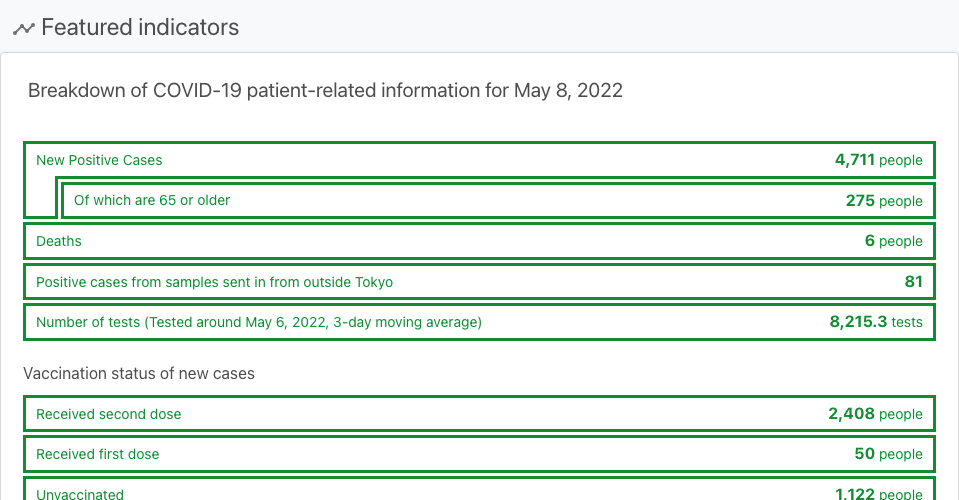 Featured indicators
Breakdown of COVID-19 patient-related information for May 8, 2022
New Positive Cases 4,711 people
Of which are 65 or older 275 people
Deaths 6 people
Positive cases from samples sent in from outside Tokyo 81
Number of tests (Tested around May 6, 2022, 3-day moving average) 8,215.3 tests
Vaccination status of new cases
Received second dose 2,408 people
Received first dose 50 people
Unvaccinated 1,122 people